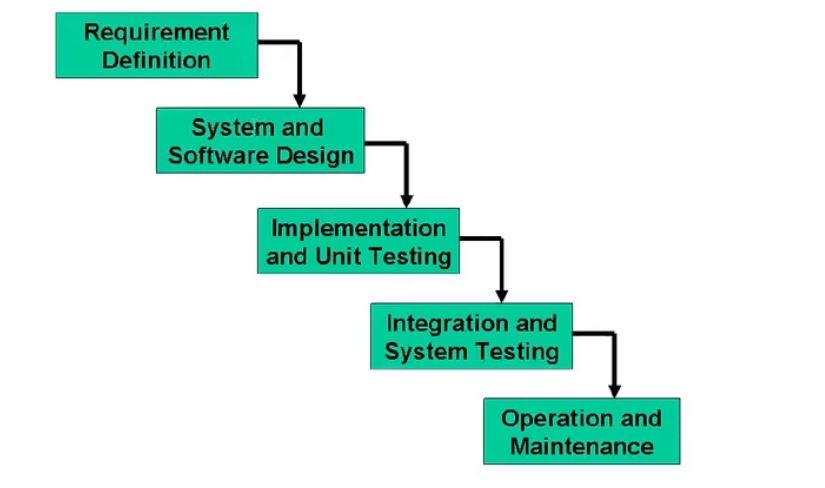 Requirement
Definition
System and
Software Design
Implementation
and Unit Testing
Integration and
System Testing
Operation and
Maintenance